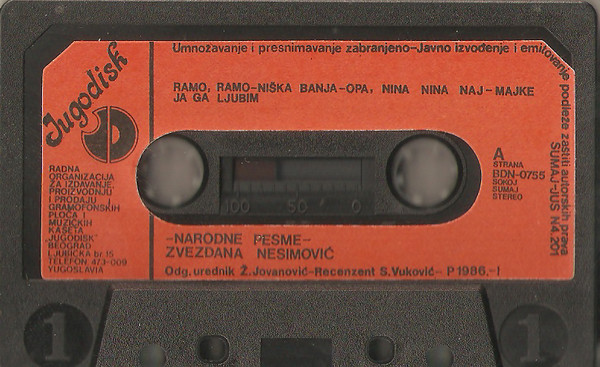 Umnožavanje i presnimavanje zabranjeno-Javno izvođenje i emitovanje podleže zaštiti autorskih prava
SUMAJ-JUS N4.201
Jugodisk
RAMO, RAMO-NIŠKA BANJA-OPA, NINA NINA NAJ-MAJKE
JA GA LJUBIM
A
STRANA
BDN-0755
SOKOJ
SUMAJ
STEREO
RADNA
ORGANIZACIJA
ZA IZDAVANJE
PROIZVODNJU
I PRODAJU
GRAMOFONSKIH
PLOČA I
MUZIČKIH
KASETA
"JUGODISK"
BEOGRAD
LJUBIČKA br.15
TELEFON: 473-009
YUGOSLAVIA
100 50 0
-NARODNE PESME-
ZVEZDANA NESIMOVIĆ
Odg. urednik Ž.Jovanović-Recenzent S.Vuković- P 1986.-I
1
1